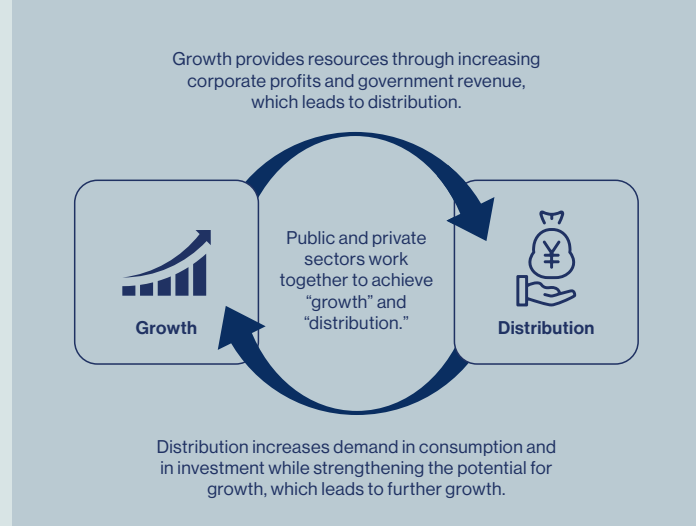 Growth provides resources through increasing
corporate profits and government revenue,
which leads to distribution.
Public and private
sectors work
together to achieve
“growth” and
“distribution.”
¥
Growth
Distribution
Distribution increases demand in consumption and
in investment while strengthening the potential for
growth, which leads to further growth.